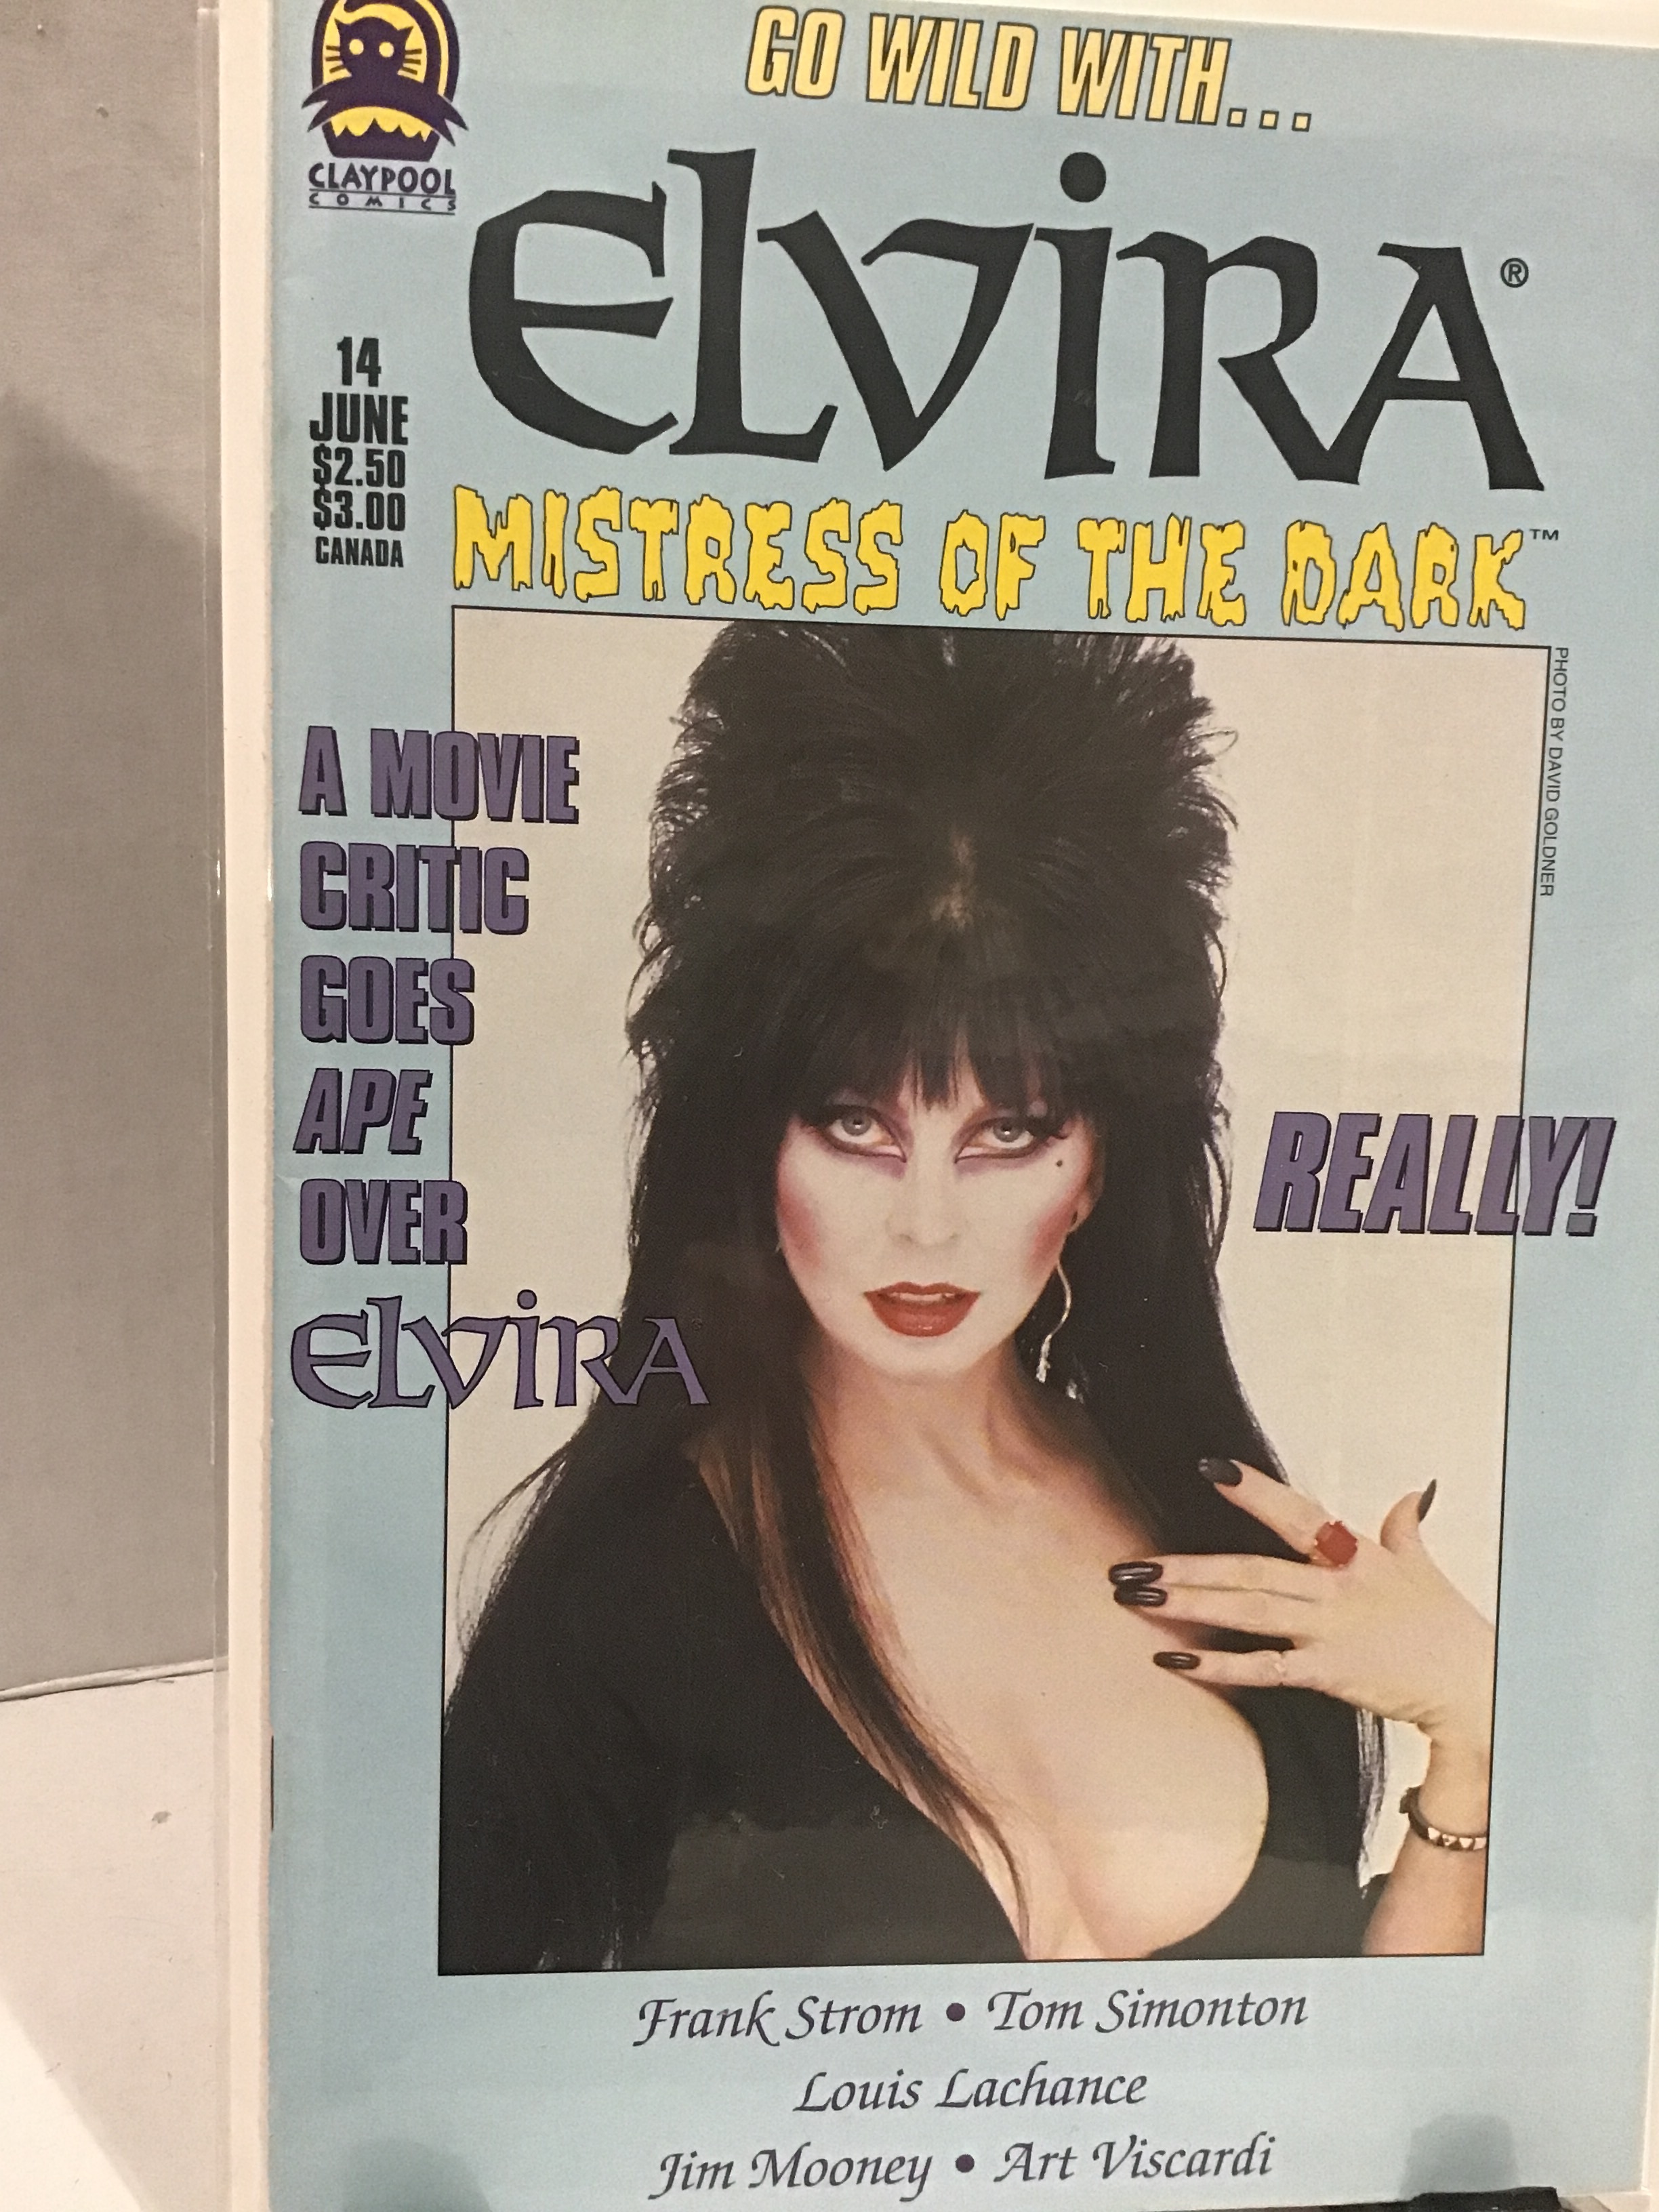 GO WILD WITH...
CLAYPOOL
COMICS
ELVIRA®
14
JUNE
$2.50
$3.00
CANADA
MISTRESS OF THE DARK™
PHOTO BY DAVID GOLDNER
A MOVIE
CRITIC
GOES
APE
OVER
ELVIRA
REALLY!
Frank Strom • Tom Simonton
Louis Lachance
Jim Mooney • Art Viscardi